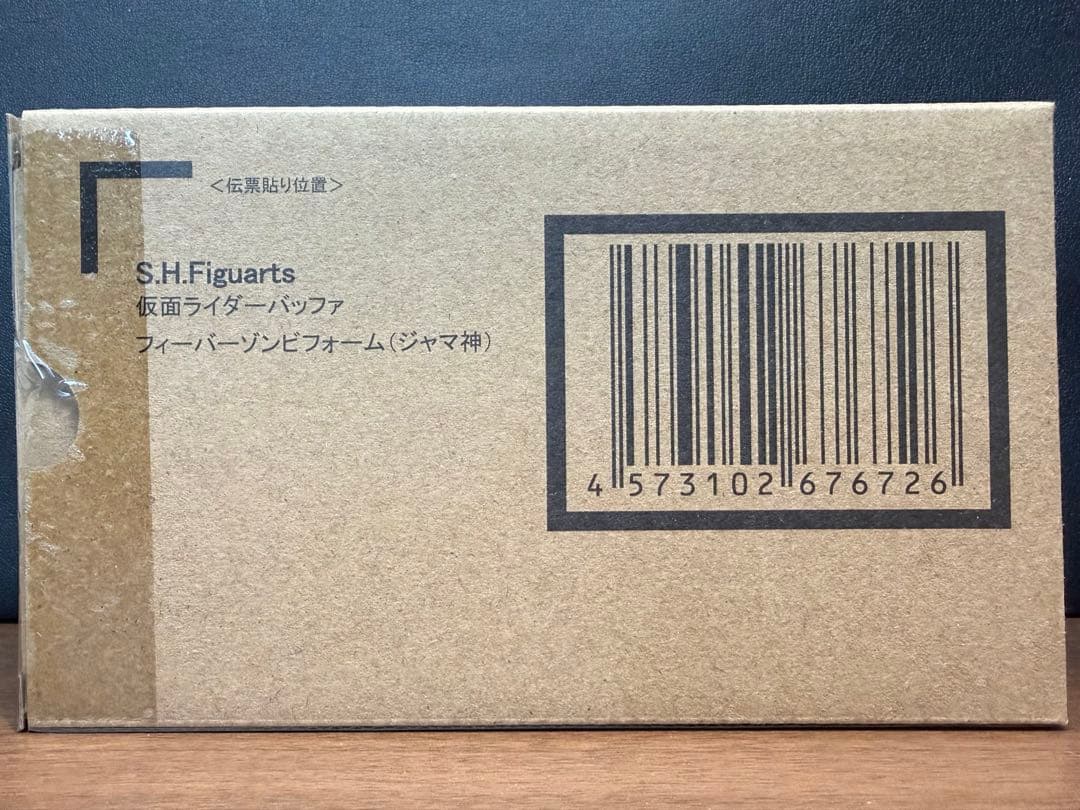 ＜伝票貼り位置＞
S.H.Figuarts
仮面ライダーバッファ
フィーバーゾンビフォーム（ジャマ神）
4 573102 676726